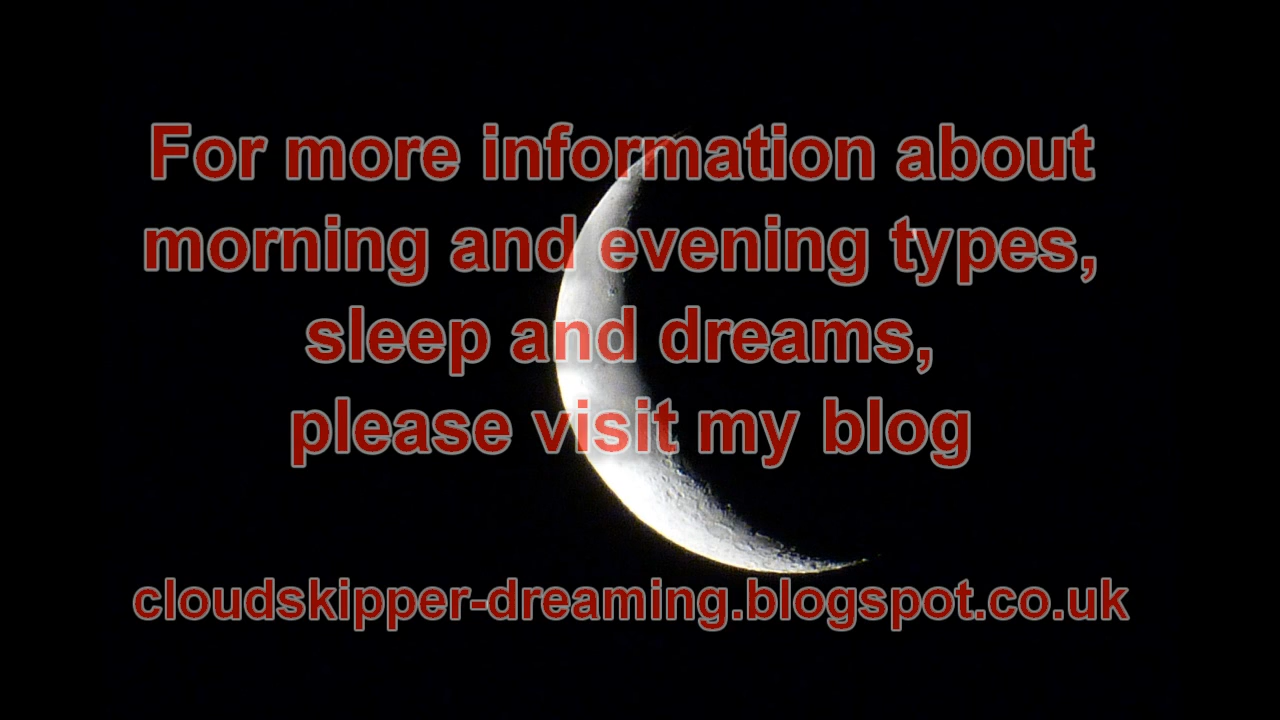 For more information about
morning and evening types,
sleep and dreams,
please visit my blog
cloudskipper-dreaming.blogspot.co.uk